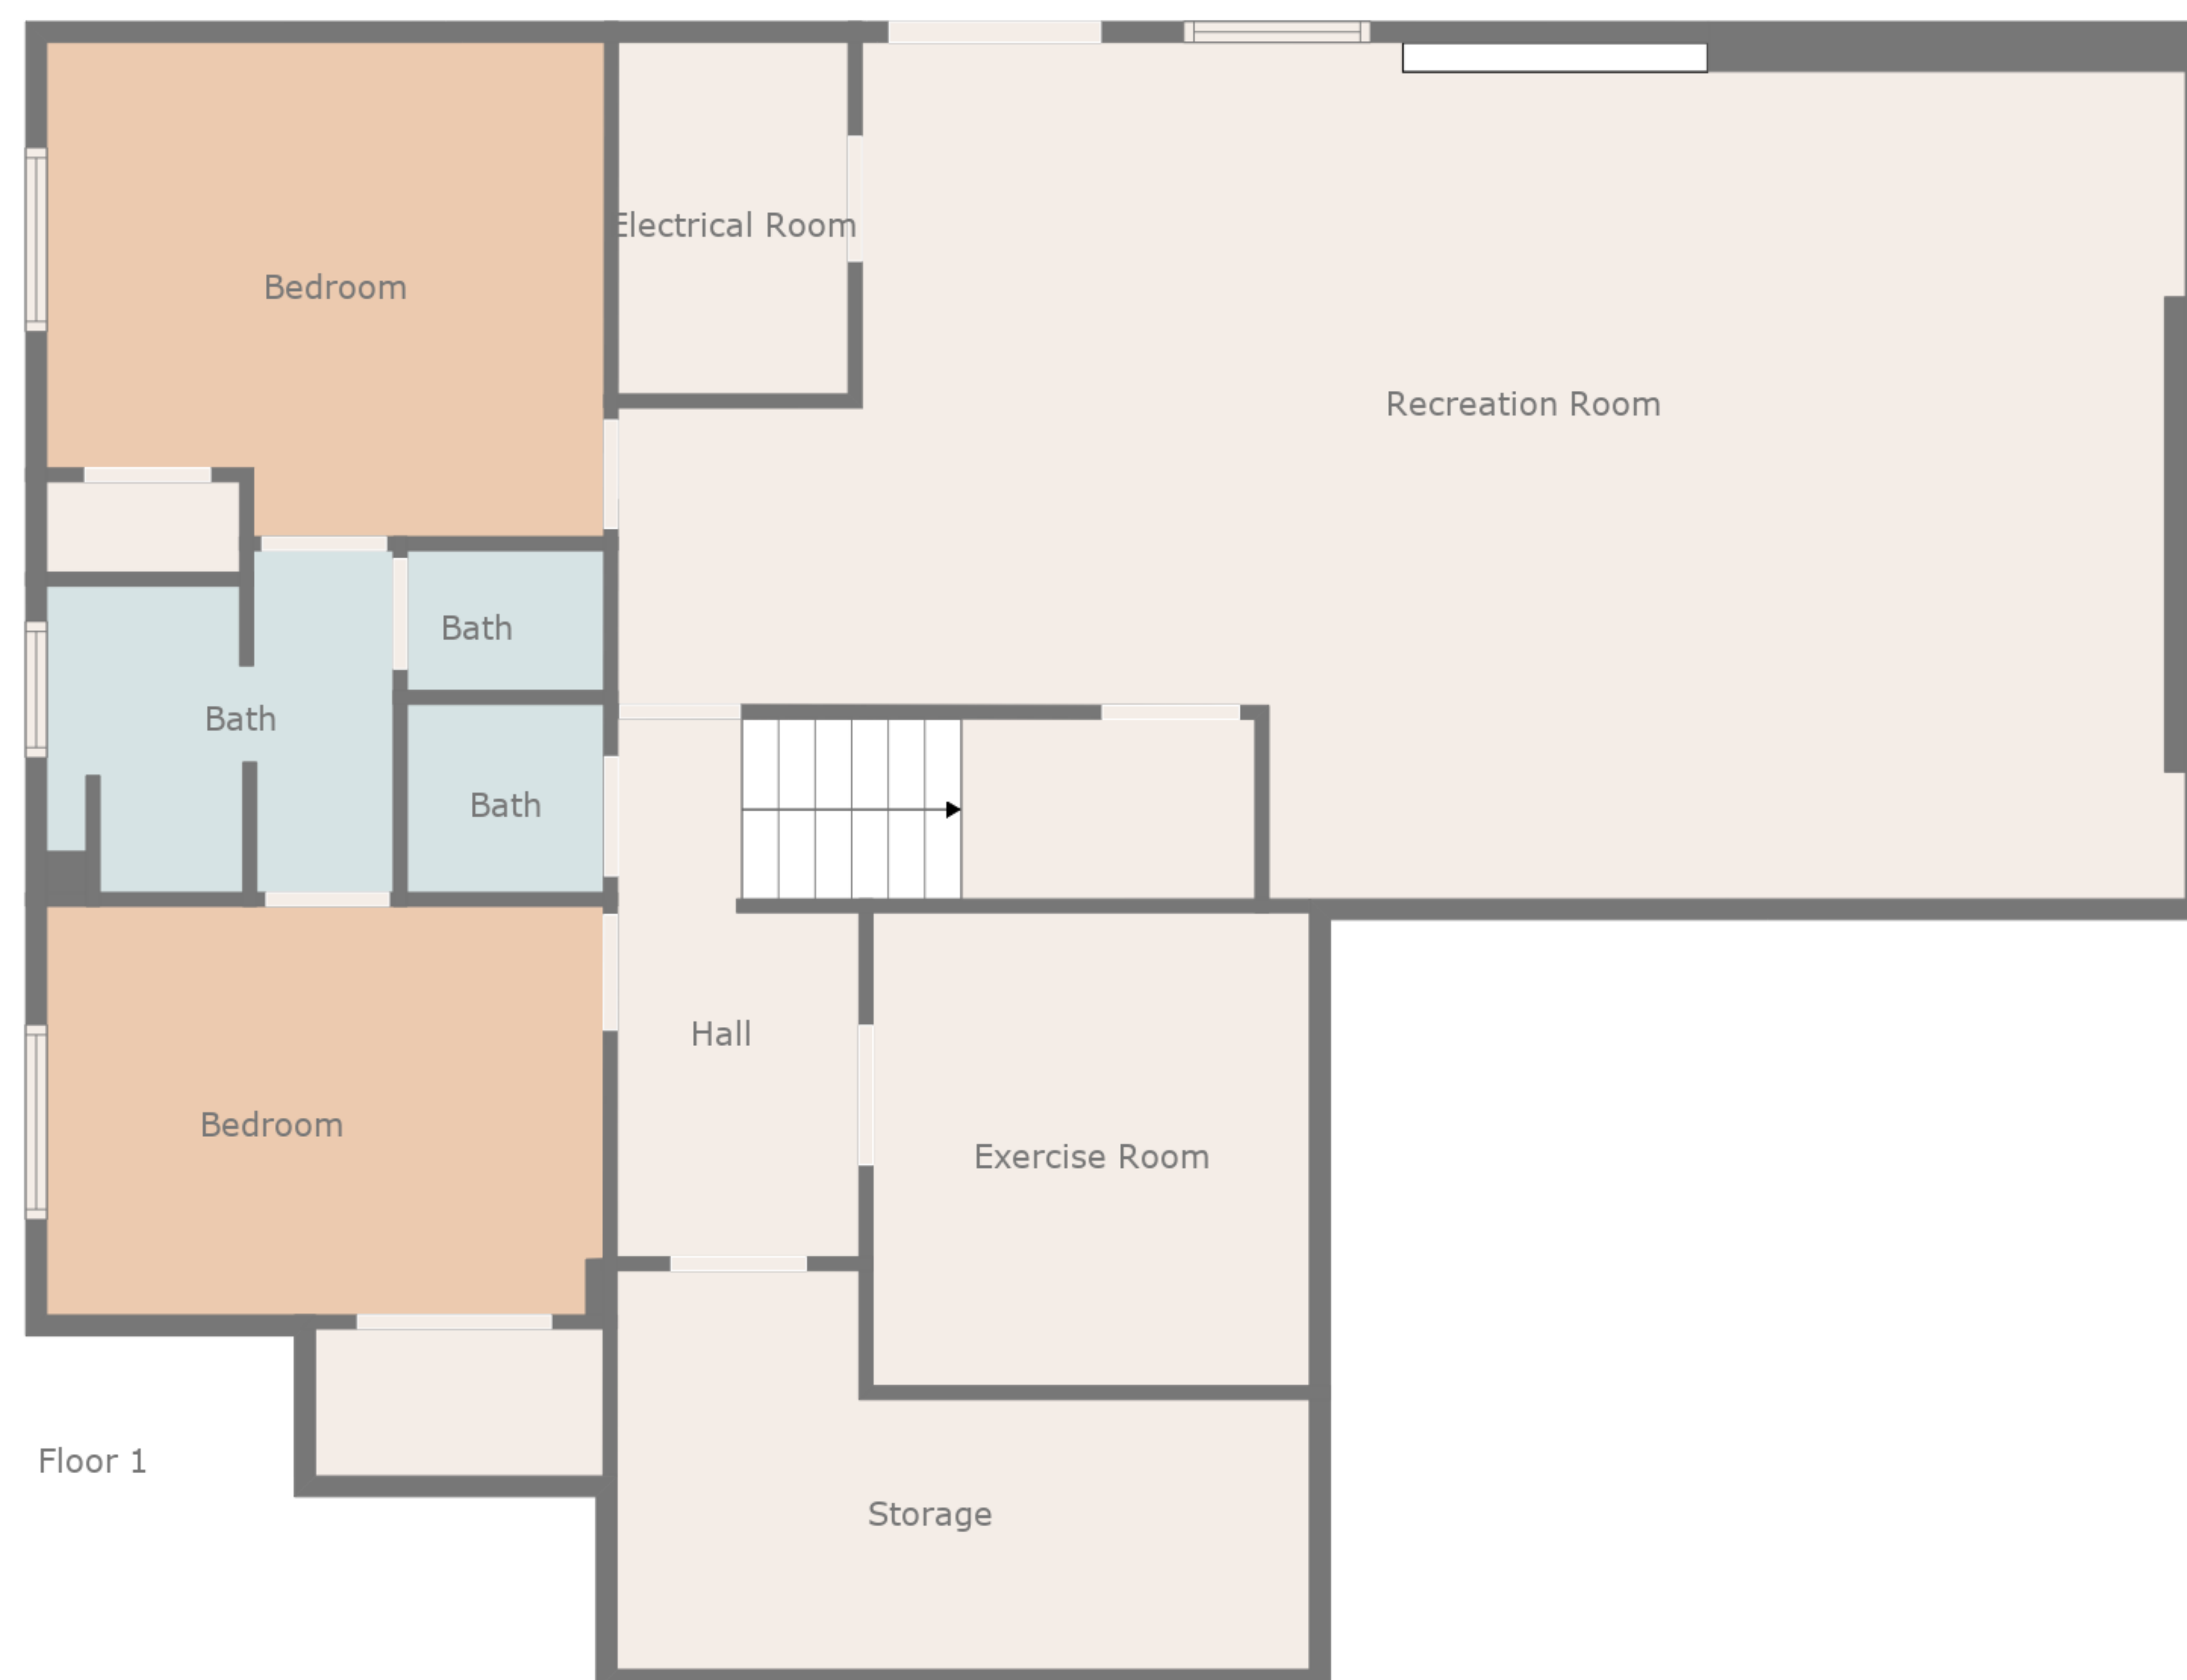 Electrical Room
Bedroom
Recreation Room
Bath
Bath
Bath
Hall
Bedroom
Exercise Room
Floor 1
Storage